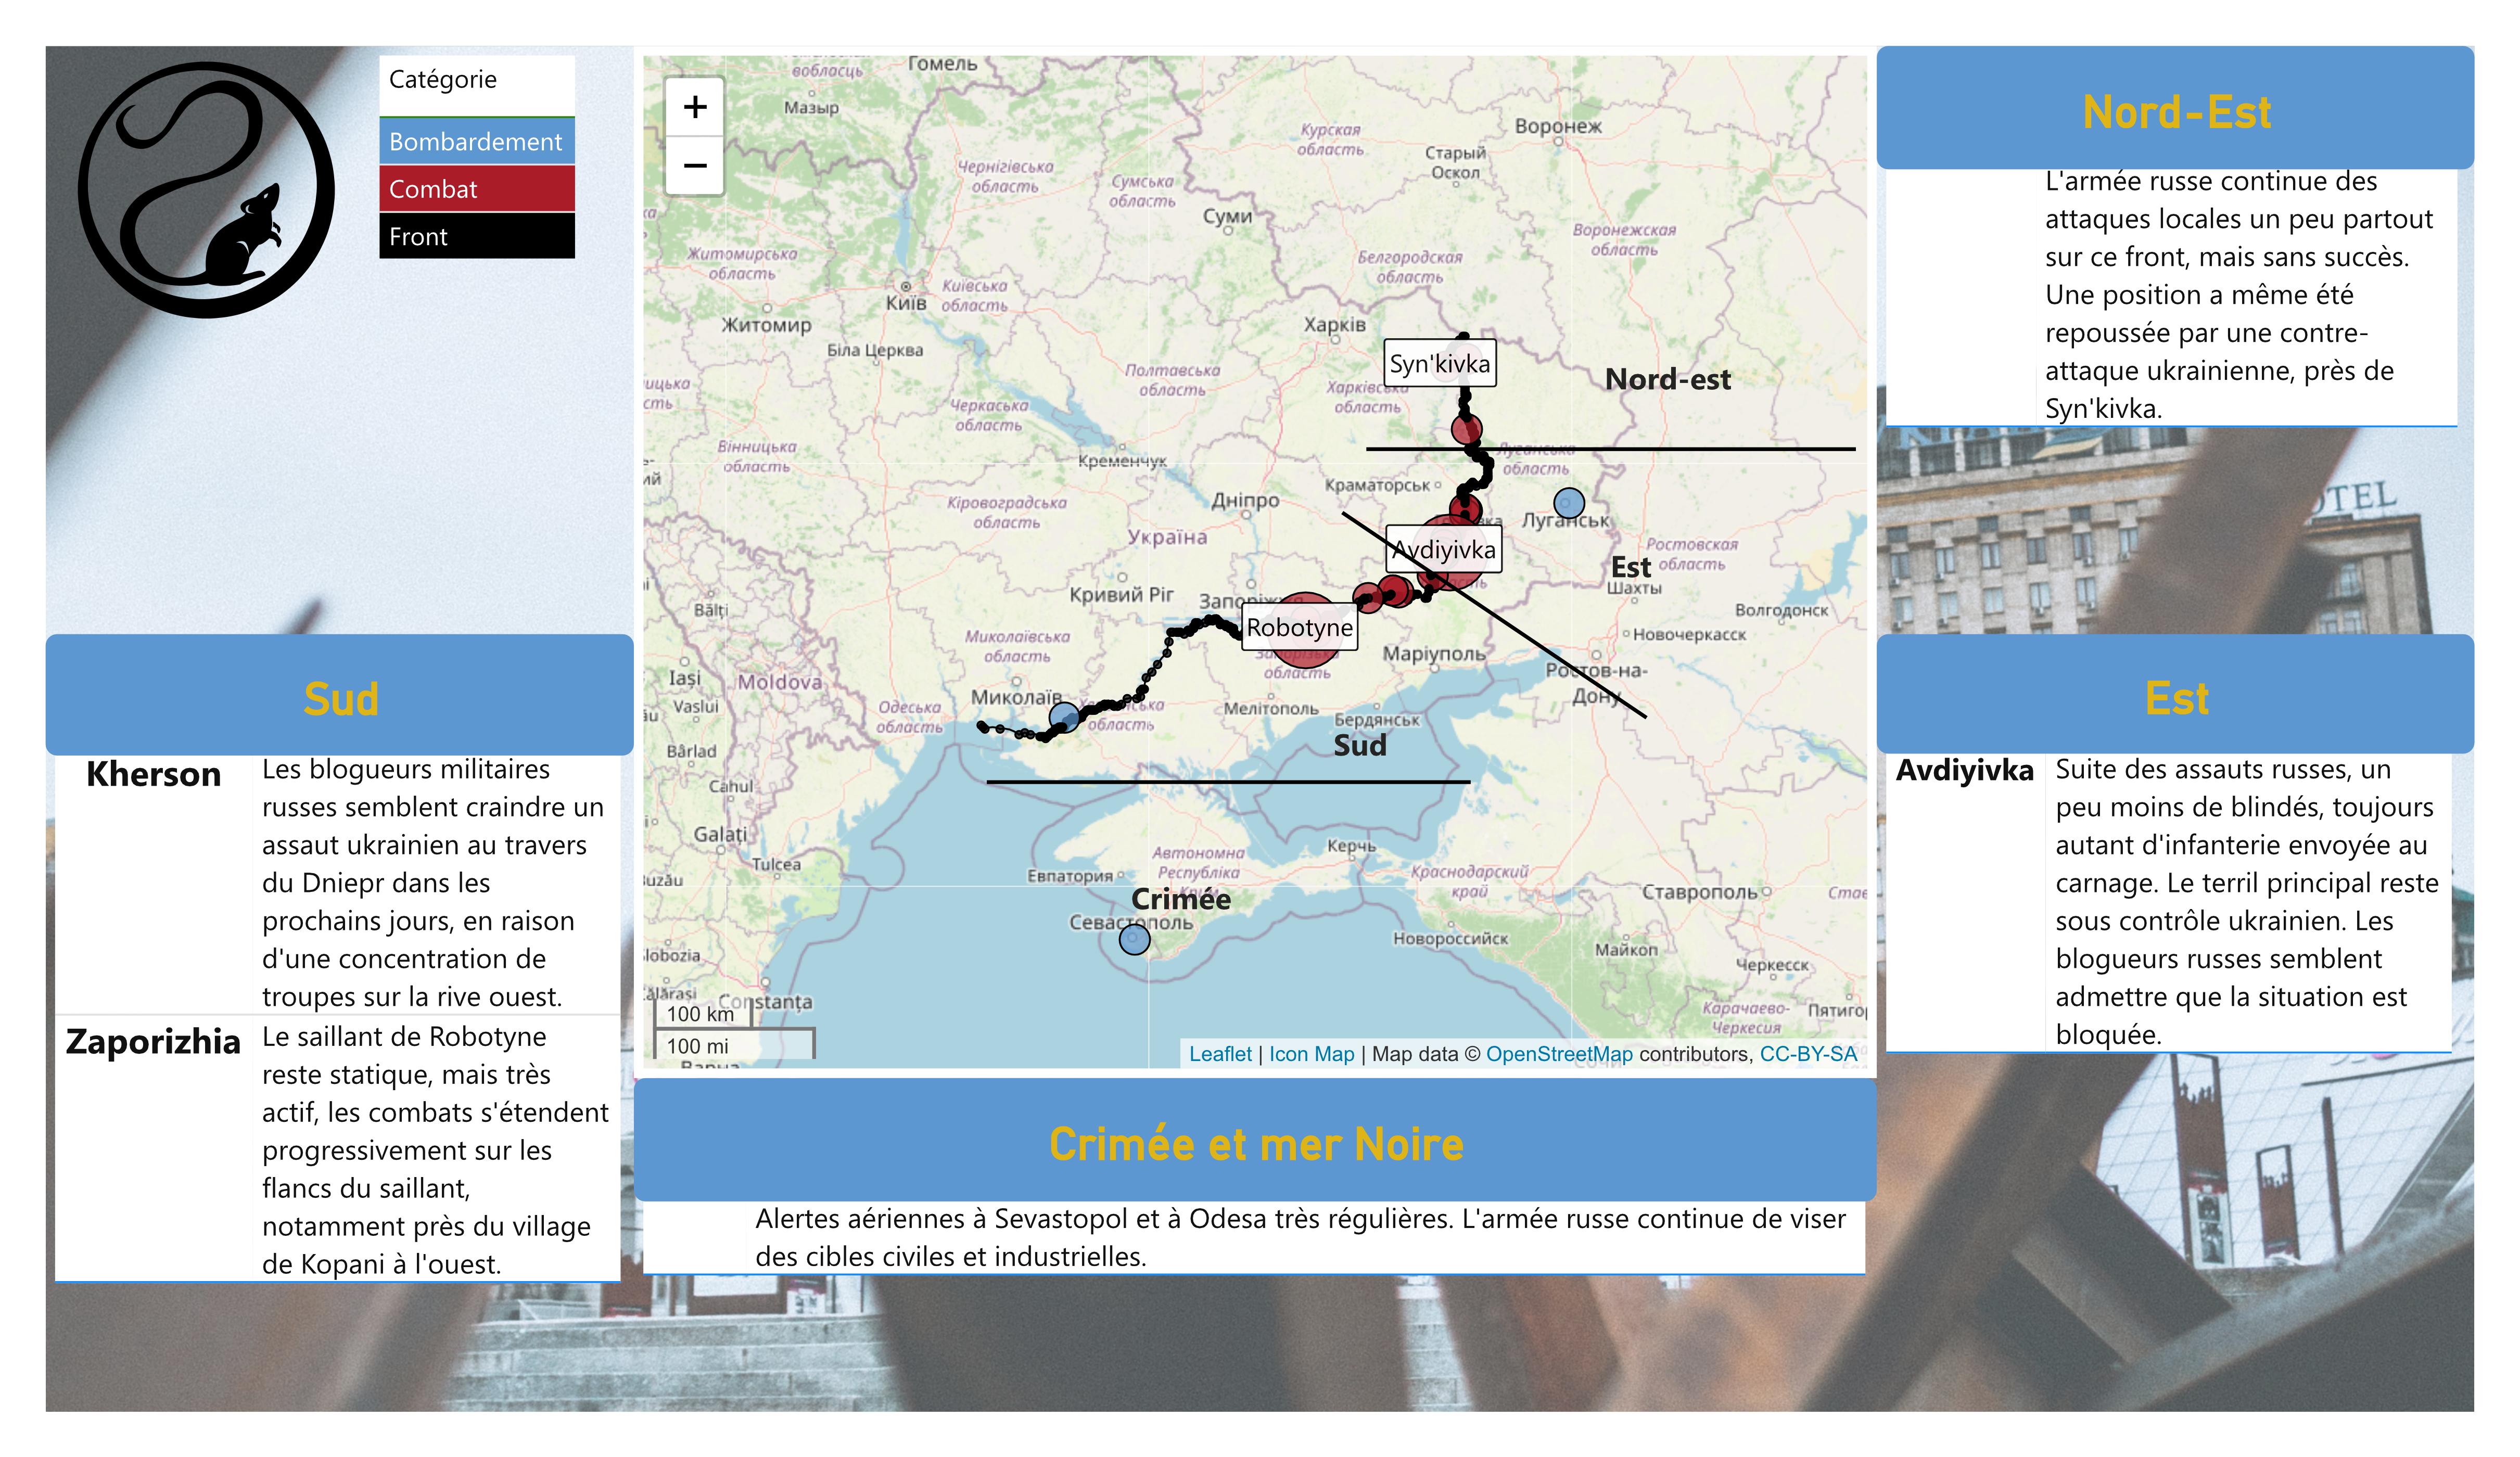 Catégorie
Bombardement
Combat
Front
Sud
Kherson
Les blogueurs militaires
russes semblent craindre un
assaut ukrainien au travers
du Dniepr dans les
prochains jours, en raison
d'une concentration de
troupes sur la rive ouest.
Zaporizhia
Le saillant de Robotyne
reste statique, mais très
actif, les combats s'étendent
progressivement sur les
flancs du saillant,
notamment près du village
de Kopani à l'ouest.
+
−
вобласць
Гомель
Мазыр
Курская
область
Воронеж
Старый
Оскол
Чернігівська
область
Сумська
область
Суми
Воронежская
область
Житомирська
область
Белгородская
область
Київ
Київська
область
Житомир
Харків
Біла Церква
Syn'kivka
Полтавська
область
Харківська
область
Nord-est
Черкаська
область
Вінницька
область
Кременчук
Луганська
область
Краматорськ
Кіровоградська
область
Дніпро
Луганськ
Україна
Avdiyivka
Ростовская
область
Est
Шахты
Кривий Ріг
Bălți
Волгодонск
Robotyne
Миколаївська
область
Новочеркасск
Маріуполь
область
Iași
Moldova
Ростов-на-
Дону
Миколаїв
Vaslui
Одеська
область
область
Мелітополь
Бердянськ
Sud
Bârlad
Cahul
Galați
Керчь
Tulcea
Автономна
Республіка
Крим
Евпатория
Краснодарский
край
Ставрополь
Crimée
Севастополь
Новороссийск
Майкоп
Черкесск
Constanța
Карачаево-
Черкесия
100 km
100 mi
Leaflet | Icon Map | Map data © OpenStreetMap contributors, CC-BY-SA
Crimée et mer Noire
Alertes aériennes à Sevastopol et à Odesa très régulières. L'armée russe continue de viser
des cibles civiles et industrielles.
Nord-Est
L'armée russe continue des
attaques locales un peu partout
sur ce front, mais sans succès.
Une position a même été
repoussée par une contre-
attaque ukrainienne, près de
Syn'kivka.
Est
Avdiyivka
Suite des assauts russes, un
peu moins de blindés, toujours
autant d'infanterie envoyée au
carnage. Le terril principal reste
sous contrôle ukrainien. Les
blogueurs russes semblent
admettre que la situation est
bloquée.